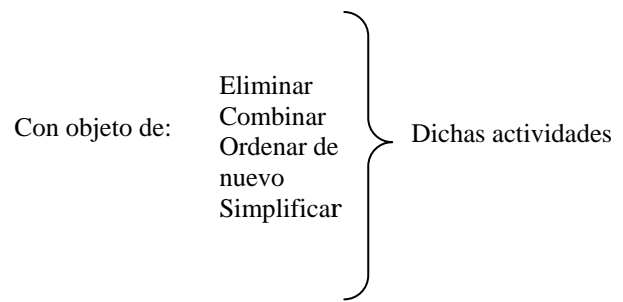 Con objeto de:
Eliminar
Combinar
Ordenar de
nuevo
Simplificar
Dichas actividades